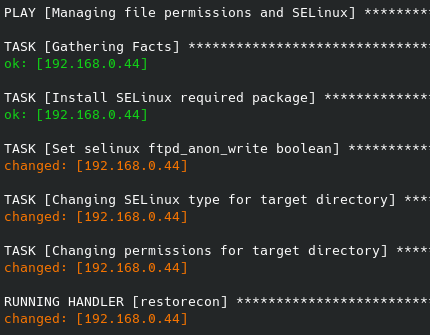 PLAY [Managing file permissions and SELinux] ********
TASK [Gathering Facts] ******************************
ok: [192.168.0.44]
TASK [Install SELinux required package] *************
ok: [192.168.0.44]
TASK [Set selinux ftpd_anon_write boolean] **********
changed: [192.168.0.44]
TASK [Changing SELinux type for target directory] ***
changed: [192.168.0.44]
TASK [Changing permissions for target directory] ****
changed: [192.168.0.44]
RUNNING HANDLER [restorecon] ************************
changed: [192.168.0.44]